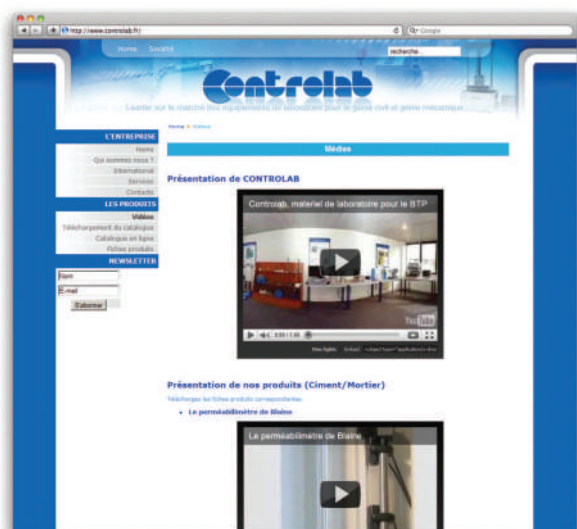 http://www.controlab.fr/
Google
Home Société
recherche...
Controlab
Leader sur le marché des équipements de laboratoire pour le génie civil et génie mécanique
Home Vidéos
L'ENTREPRISE
Home
Qui sommes nous ?
International
Services
Contacts
LES PRODUITS
Vidéos
Téléchargement du catalogue
Catalogue en ligne
Fiches produits
NEWSLETTER
Nom
E-mail
S'abonner
Médias
Présentation de CONTROLAB
Controlab, materiel de laboratoire pour le BTP
YouTube
Présentation de nos produits (Ciment/Mortier)
Téléchargez les fiches produits correspondantes.
Le perméabilimètre de Blaine
Le perméabilimetre de Blaine